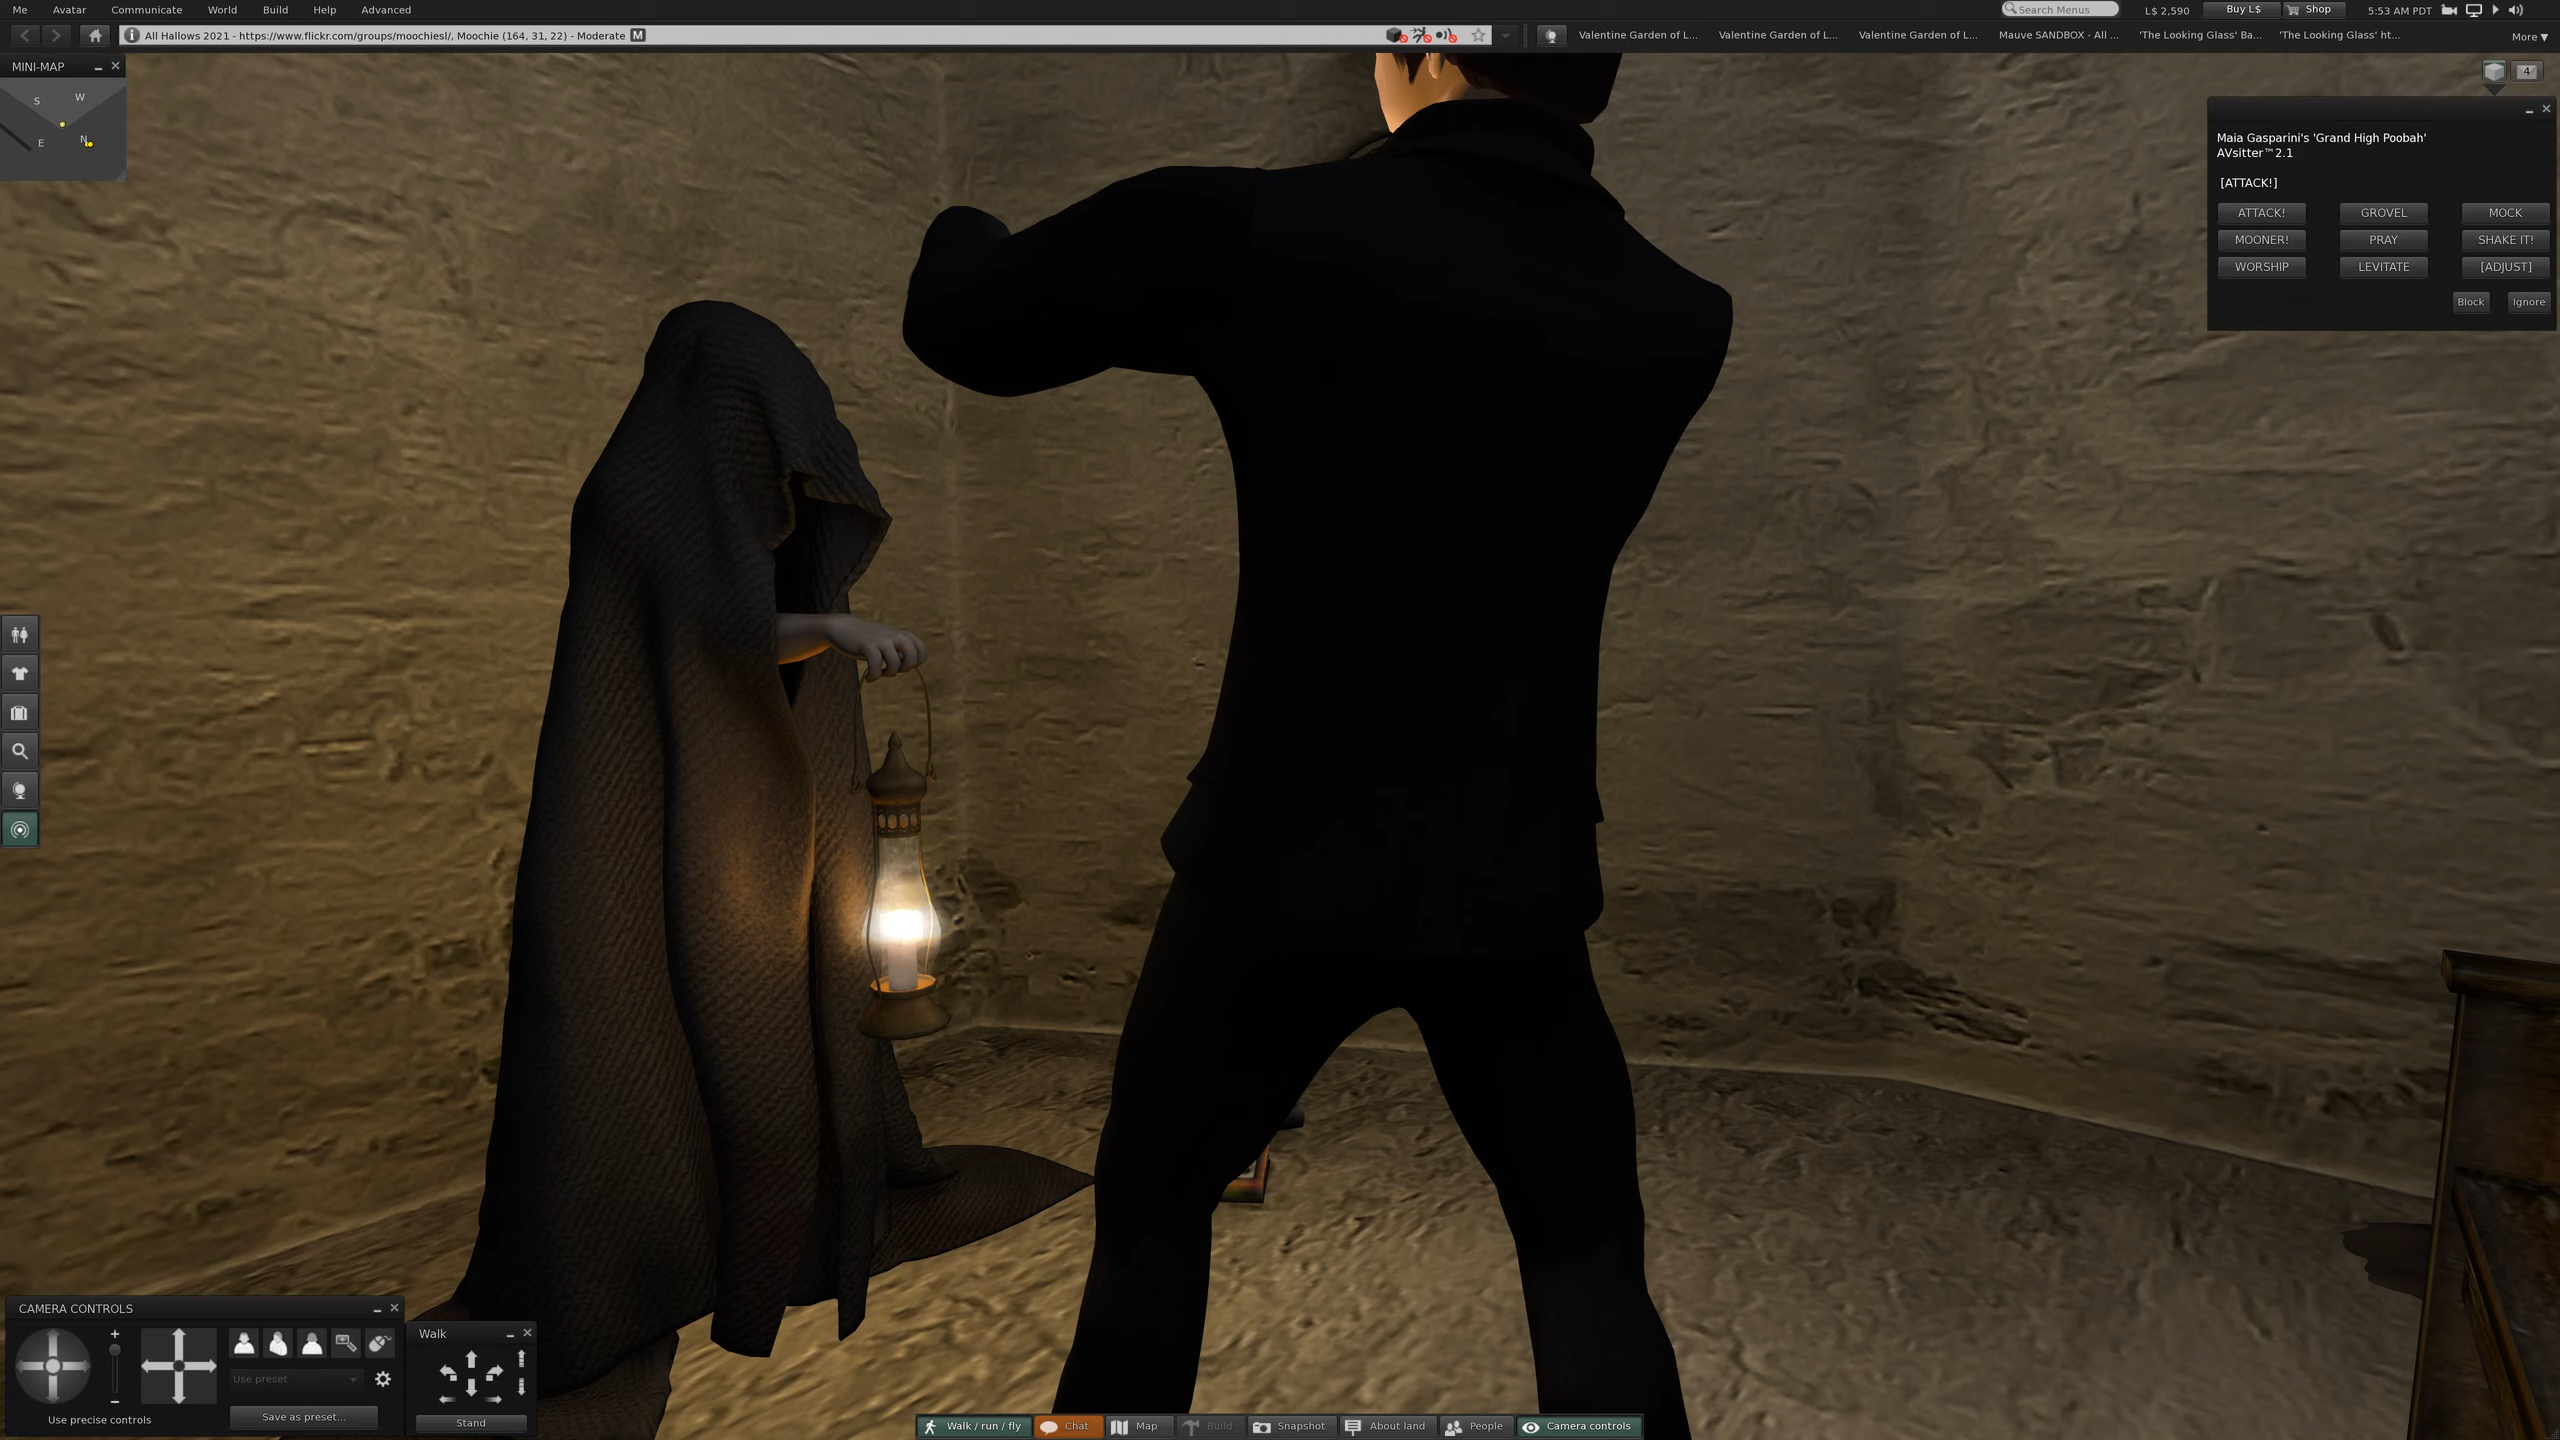 Me Avatar Communicate World Build Help Advanced Search Menus L$ 2,590 Buy L$ Shop 5:53 AM PDT
All Hallows 2021 - https://www.flickr.com/groups/moochiesl/, Moochie (164, 31, 22) - Moderate M Valentine Garden of L... Valentine Garden of L... Valentine Garden of L... Mauve SANDBOX - All ... 'The Looking Glass' Ba... 'The Looking Glass' ht... More ▼
MINI-MAP
S W
E N
4
Maia Gasparini's 'Grand High Poobah'
AVsitter™2.1
[ATTACK!]
ATTACK! GROVEL MOCK
MOONER! PRAY SHAKE IT!
WORSHIP LEVITATE [ADJUST]
Block Ignore
CAMERA CONTROLS
Use preset
Use precise controls
Save as preset...
Walk
Stand
Walk / run / fly Chat Map Build Snapshot About land People Camera controls